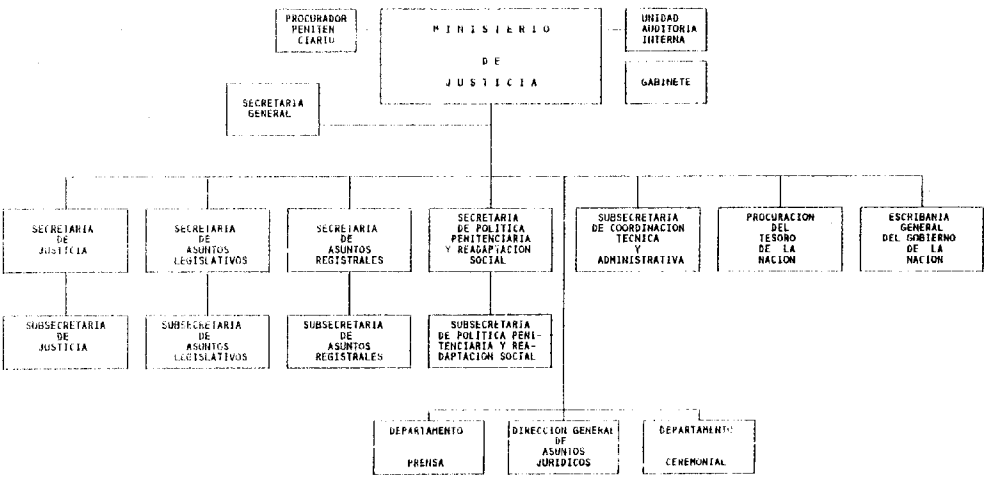 PROCURADOR
PENITEN
CIARIO
MINISTERIO
DE
JUSTICIA
UNIDAD
AUDITORIA
INTERNA
GABINETE
SECRETARIA
GENERAL
SECRETARIA
DE
JUSTICIA
SECRETARIA
DE
ASUNTOS
LEGISLATIVOS
SECRETARIA
DE
ASUNTOS
REGISTRALES
SECRETARIA
DE POLITICA
PENITENCIARIA
Y READAPTACION
SOCIAL
SUBSECRETARIA
DE COORDINACION
TECNICA
Y
ADMINISTRATIVA
PROCURACION
DEL
TESORO
DE LA
NACION
ESCRIBANIA
GENERAL
DEL GOBIERNO
DE LA
NACION
SUBSECRETARIA
DE
JUSTICIA
SUBSECRETARIA
DE
ASUNTOS
LEGISLATIVOS
SUBSECRETARIA
DE
ASUNTOS
REGISTRALES
SUBSECRETARIA
DE POLITICA PENI-
TENCIARIA Y REA-
DAPTACION SOCIAL
DEPARTAMENTO
PRENSA
DIRECCION GENERAL
DE
ASUNTOS
JURIDICOS
DEPARTAMENTO
CEREMONIAL